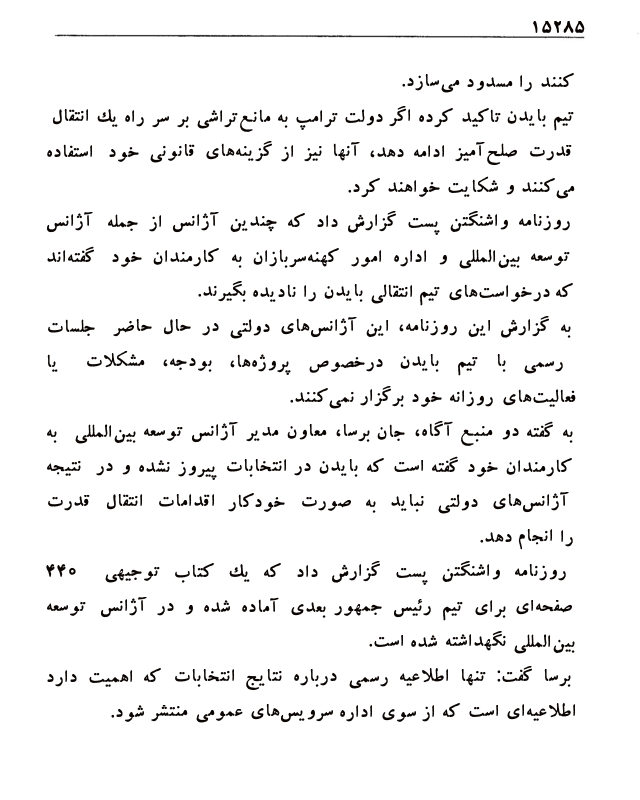 ۱۵۲۸۵
کنند را مسدود می‌سازد.
تیم بایدن تاکید کرده اگر دولت ترامپ به مانع‌تراشی بر سر راه یك انتقال
قدرت صلح‌آمیز ادامه دهد، آنها نیز از گزینه‌های قانونی خود استفاده
می‌کنند و شکایت خواهند کرد.
روزنامه واشنگتن پست گزارش داد که چندین آژانس از جمله آژانس
توسعه بین‌المللی و اداره امور کهنه‌سربازان به کارمندان خود گفته‌اند
که درخواست‌های تیم انتقالی بایدن را نادیده بگیرند.
به گزارش این روزنامه، این آژانس‌های دولتی در حال حاضر جلسات
رسمی با تیم بایدن درخصوص پروژه‌ها، بودجه، مشکلات یا
فعالیت‌های روزانه خود برگزار نمی‌کنند.
به گفته دو منبع آگاه، جان برسا، معاون مدیر آژانس توسعه بین‌المللی به
کارمندان خود گفته است که بایدن در انتخابات پیروز نشده و در نتیجه
آژانس‌های دولتی نباید به صورت خودکار اقدامات انتقال قدرت
را انجام دهد.
روزنامه واشنگتن پست گزارش داد که یك کتاب توجیهی ۴۴۰
صفحه‌ای برای تیم رئیس جمهور بعدی آماده شده و در آژانس توسعه
بین‌المللی نگهداشته شده است.
برسا گفت: تنها اطلاعیه رسمی درباره نتایج انتخابات که اهمیت دارد
اطلاعیه‌ای است که از سوی اداره سرویس‌های عمومی منتشر شود.